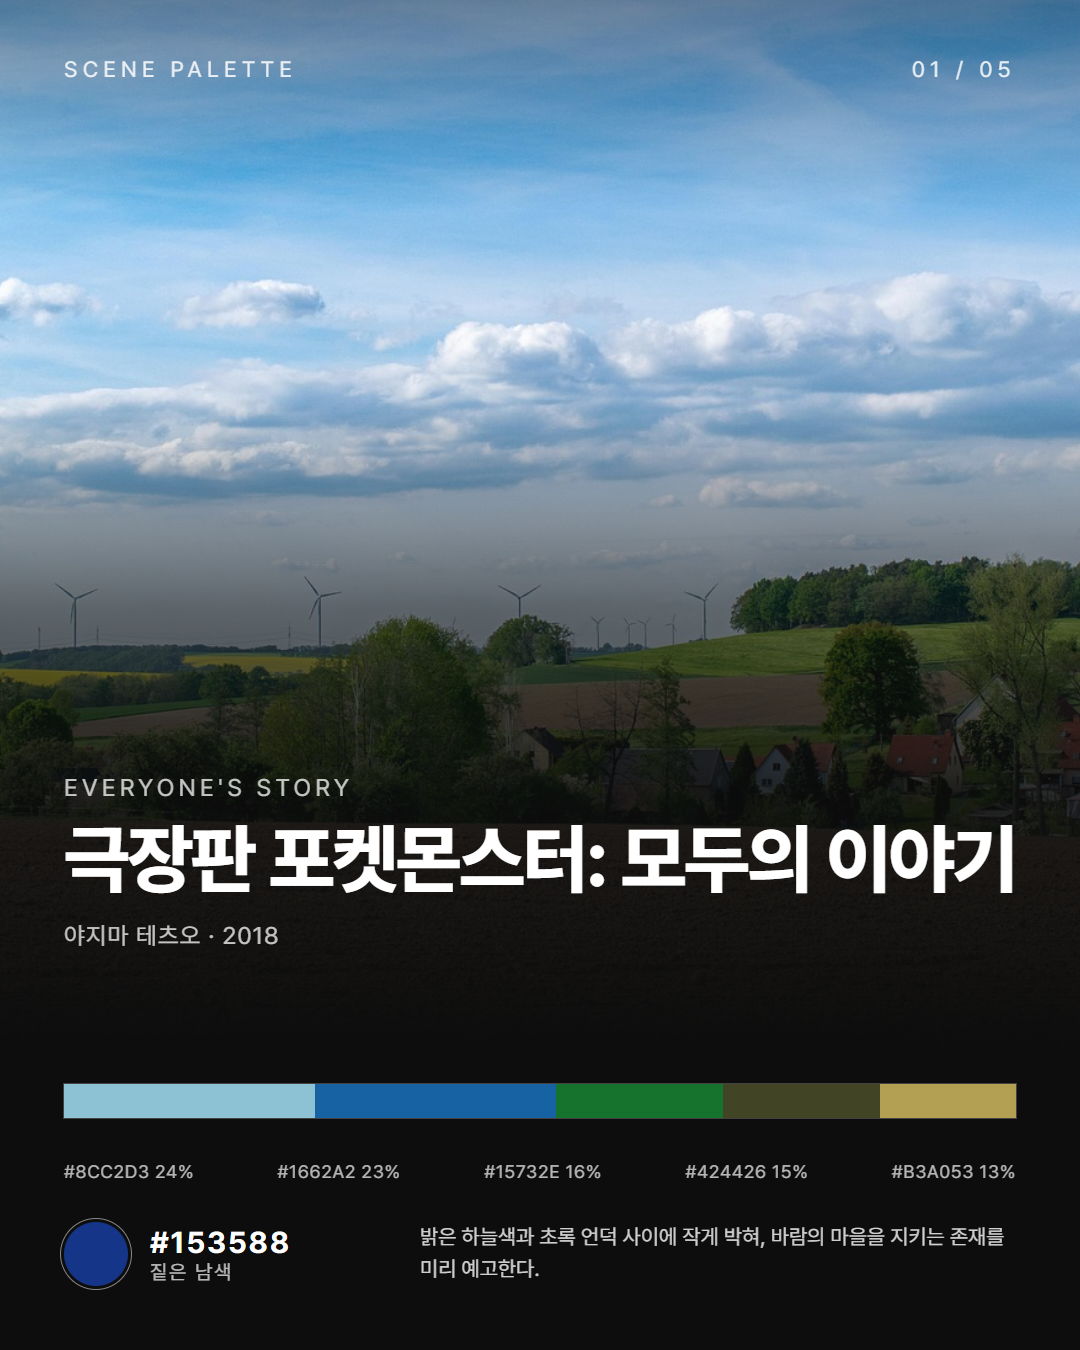 SCENE PALETTE
01 / 05
EVERYONE'S STORY
극장판 포켓몬스터: 모두의 이야기
야지마 테츠오 · 2018
#8CC2D3 24%
#1662A2 23%
#15732E 16%
#424426 15%
#B3A053 13%
#153588
짙은 남색
밝은 하늘색과 초록 언덕 사이에 작게 박혀, 바람의 마을을 지키는 존재를
미리 예고한다.